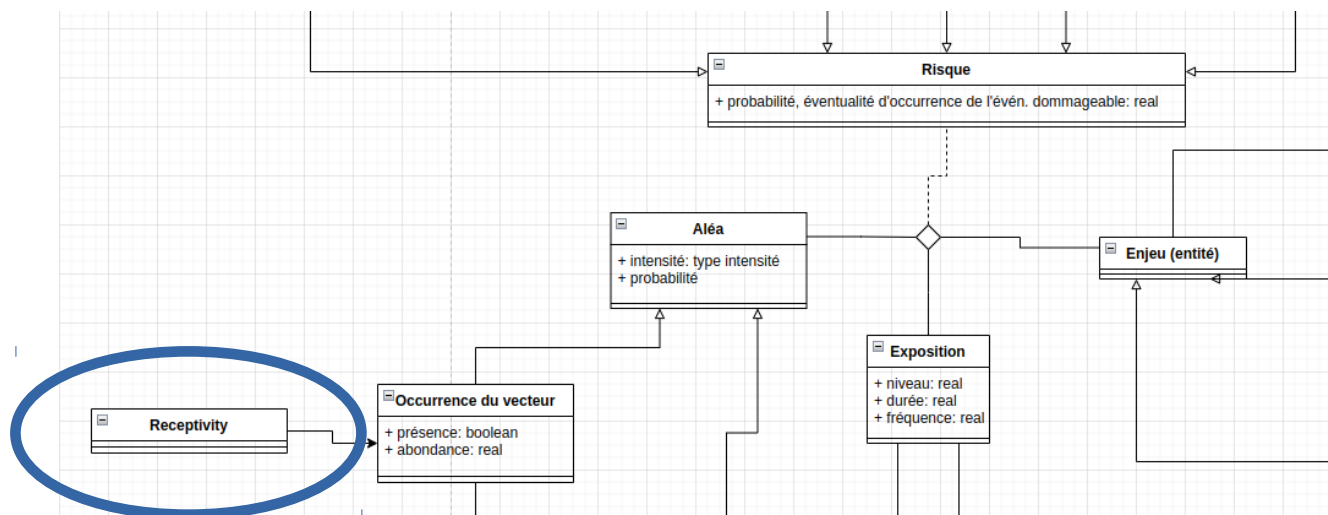 Risque
+ probabilité, éventualité d'occurrence de l'évén. dommageable: real
Aléa
+ intensité: type intensité
+ probabilité
Enjeu (entité)
Exposition
+ niveau: real
+ durée: real
+ fréquence: real
Receptivity
Occurrence du vecteur
+ présence: boolean
+ abondance: real